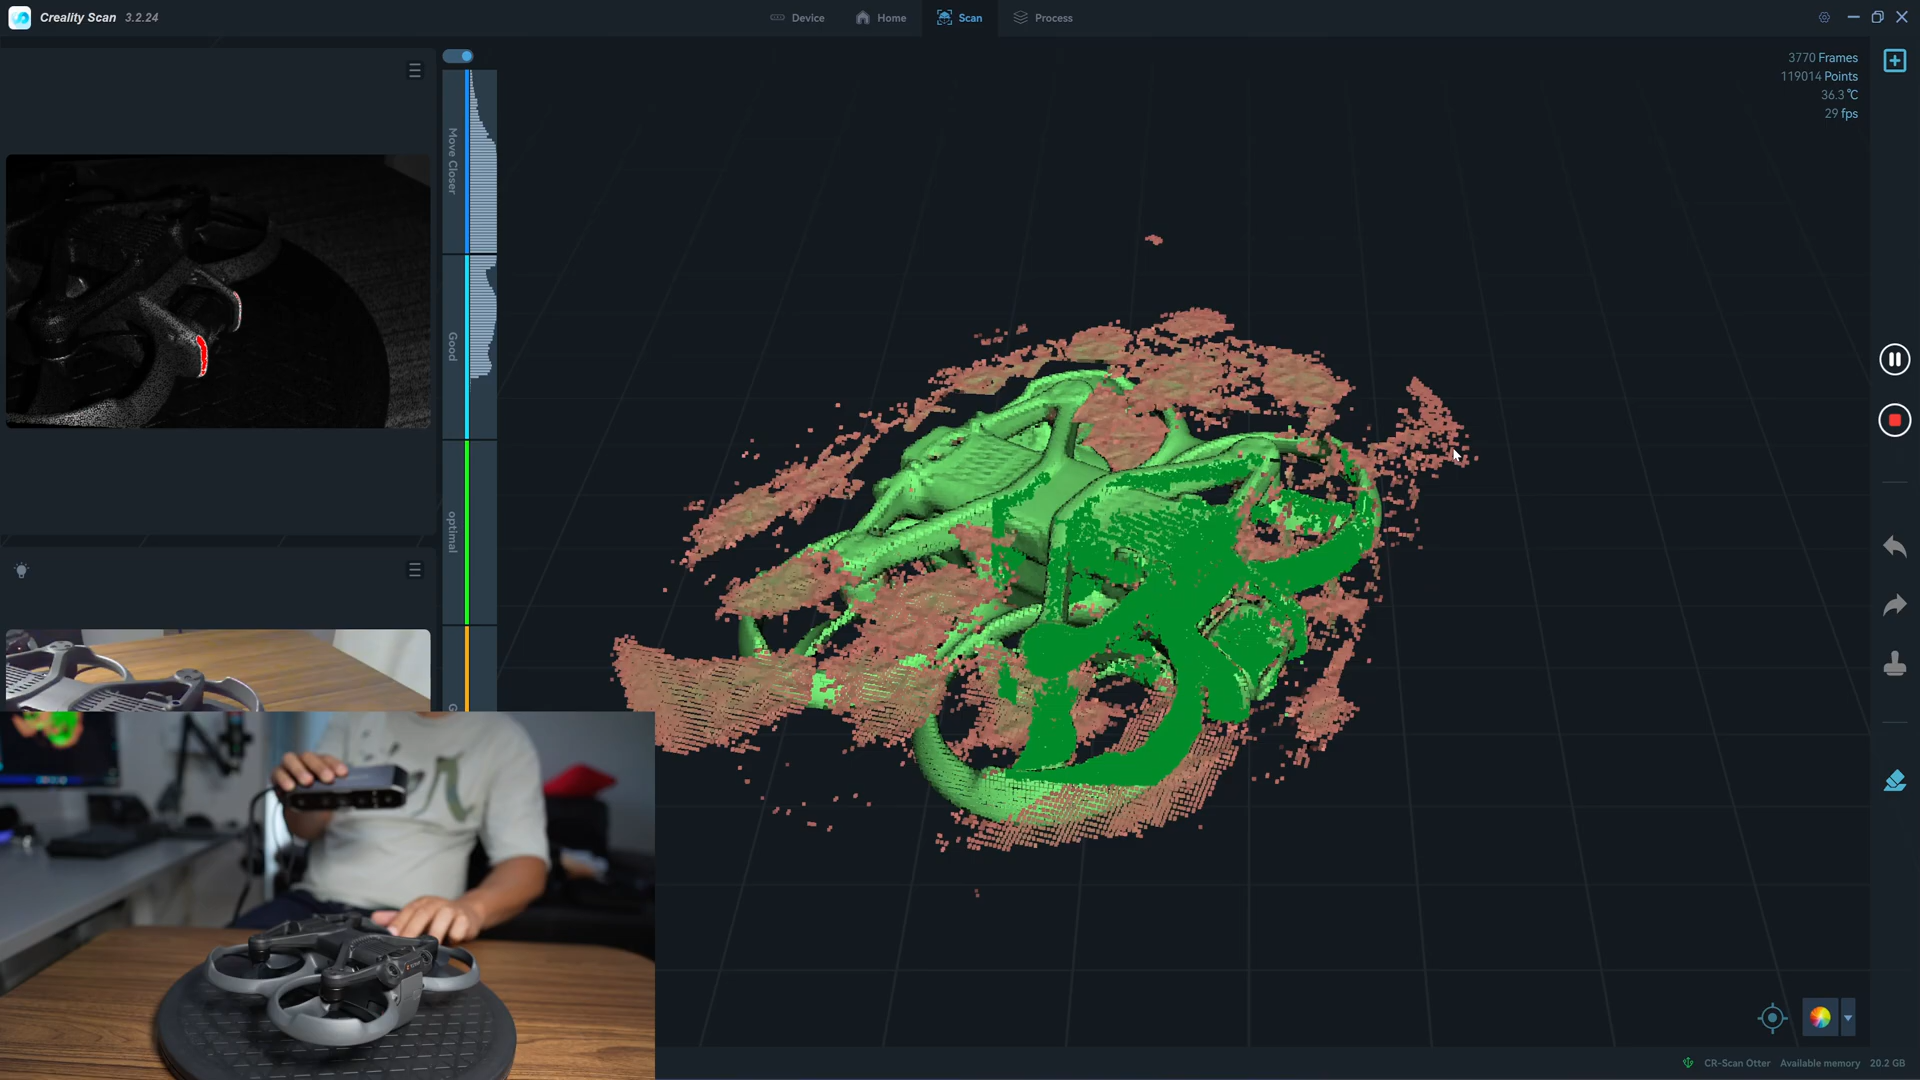 Creality Scan 3.2.24
Device
Home
Scan
Process
3770 Frames
119014 Points
36.3 ℃
29 fps
Move Closer
Good
optimal
G
CR-Scan Otter
Available memory
20.2 GB